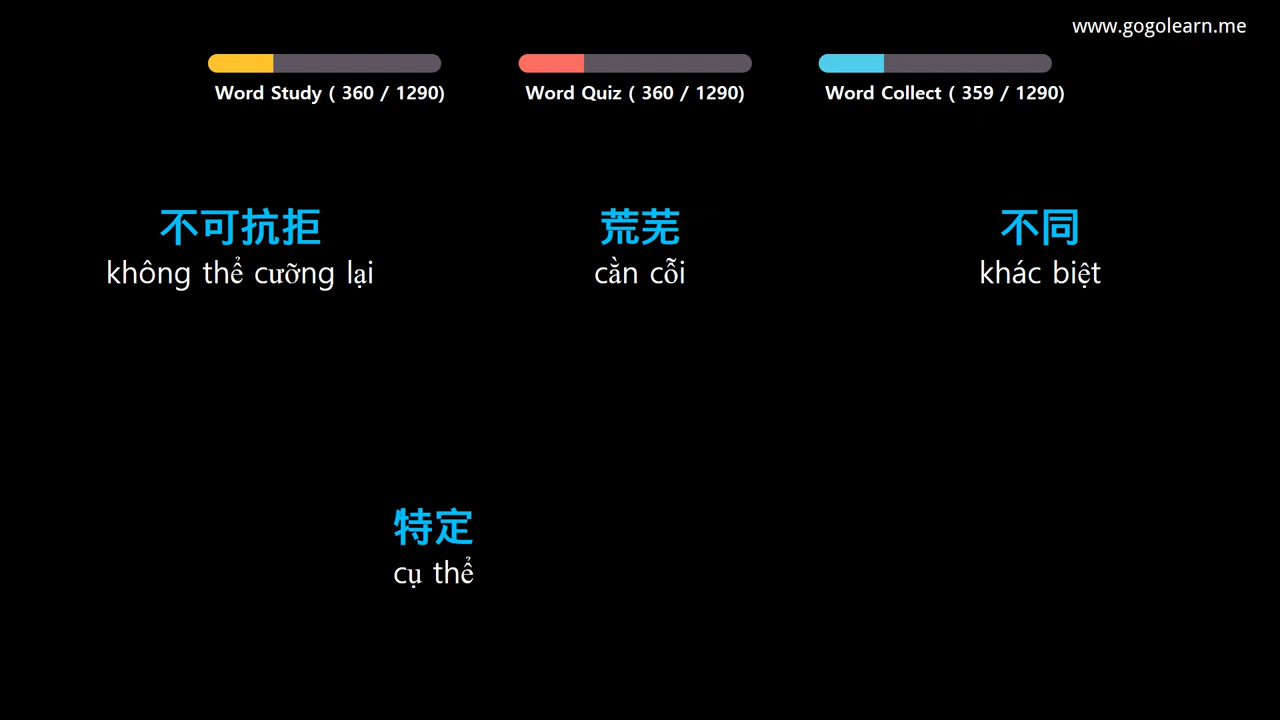 www.gogolearn.me
Word Study ( 360 / 1290)
Word Quiz ( 360 / 1290)
Word Collect ( 359 / 1290)
不可抗拒
không thể cưỡng lại
荒芜
cằn cỗi
不同
khác biệt
特定
cụ thể